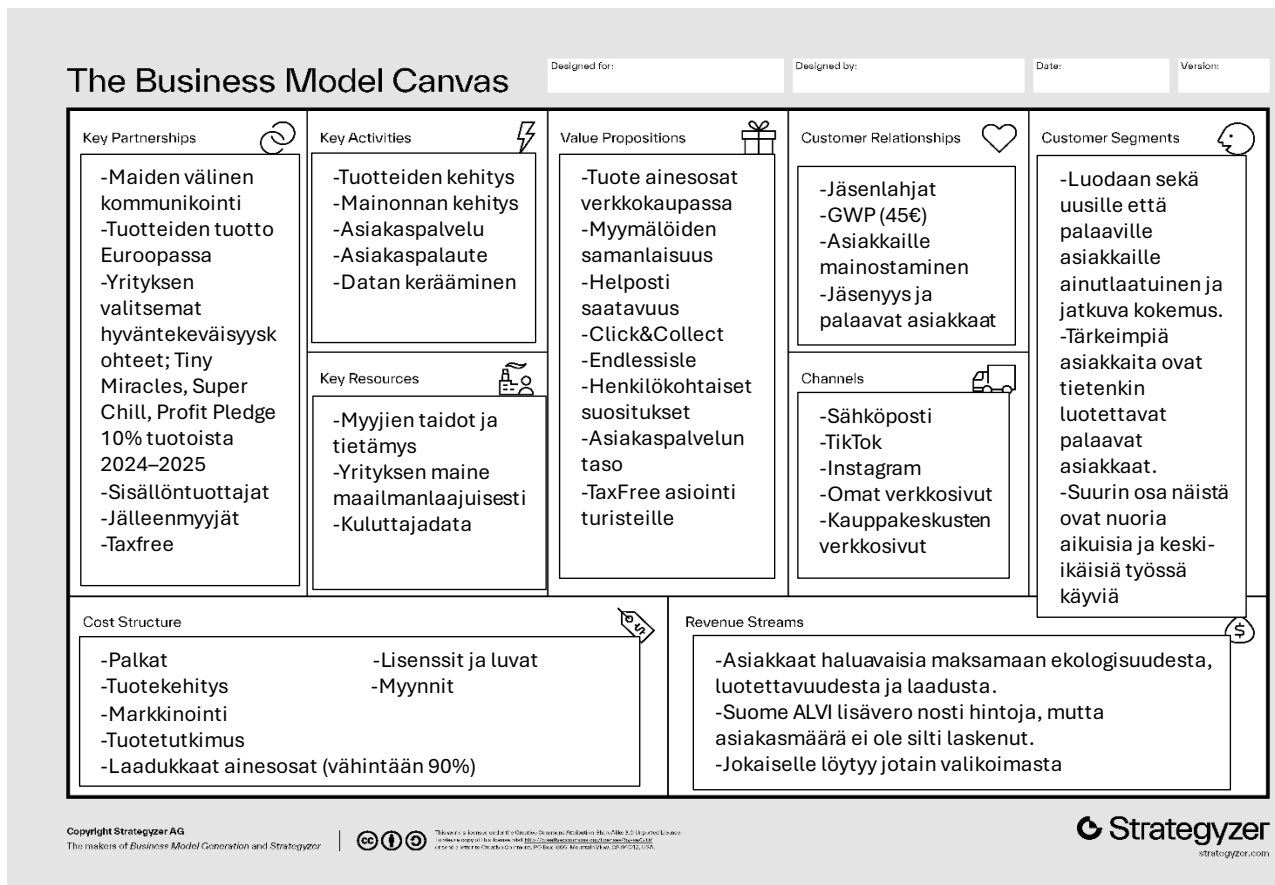 The Business Model Canvas
Designed for:
Designed by:
Date:
Version:
Key Partnerships
-Maiden välinen
kommunikointi
-Tuotteiden tuotto
Euroopassa
-Yrityksen
valitsemat
hyväntekeväisyysk
ohteet; Tiny
Miracles, Super
Chill, Profit Pledge
10% tuotoista
2024–2025
-Sisällöntuottajat
-Jälleenmyyjät
-Taxfree
Key Activities
-Tuotteiden kehitys
-Mainonnan kehitys
-Asiakaspalvelu
-Asiakaspalaute
-Datan kerääminen
Key Resources
-Myyjien taidot ja
tietämys
-Yrityksen maine
maailmanlaajuisesti
-Kuluttajadata
Value Propositions
-Tuote ainesosat
verkkokaupassa
-Myymälöiden
samanlaisuus
-Helposti
saatavuus
-Click&Collect
-Endlessisle
-Henkilökohtaiset
suositukset
-Asiakaspalvelun
taso
-TaxFree asiointi
turisteille
Customer Relationships
-Jäsenlahjat
-GWP (45€)
-Asiakkaille
mainostaminen
-Jäsenyys ja
palaavat asiakkaat
Channels
-Sähköposti
-TikTok
-Instagram
-Omat verkkosivut
-Kauppakeskusten
verkkosivut
Customer Segments
-Luodaan sekä
uusille että
palaaville
asiakkaille
ainutlaatuinen ja
jatkuva kokemus.
-Tärkeimpiä
asiakkaita ovat
tietenkin
luotettavat
palaavat
asiakkaat.
-Suurin osa näistä
ovat nuoria
aikuisia ja keski-
ikäisiä työssä
käyviä
Cost Structure
-Palkat
-Tuotekehitys
-Markkinointi
-Tuotetutkimus
-Laadukkaat ainesosat (vähintään 90%)
-Lisenssit ja luvat
-Myynnit
Revenue Streams
-Asiakkaat haluavaisia maksamaan ekologisuudesta,
luotettavuudesta ja laadusta.
-Suome ALVI lisävero nosti hintoja, mutta
asiakasmäärä ei ole silti laskenut.
-Jokaiselle löytyy jotain valikoimasta
Copyright Strategyzer AG
The makers of Business Model Generation and Strategyzer
Strategyzer
strategyzer.com